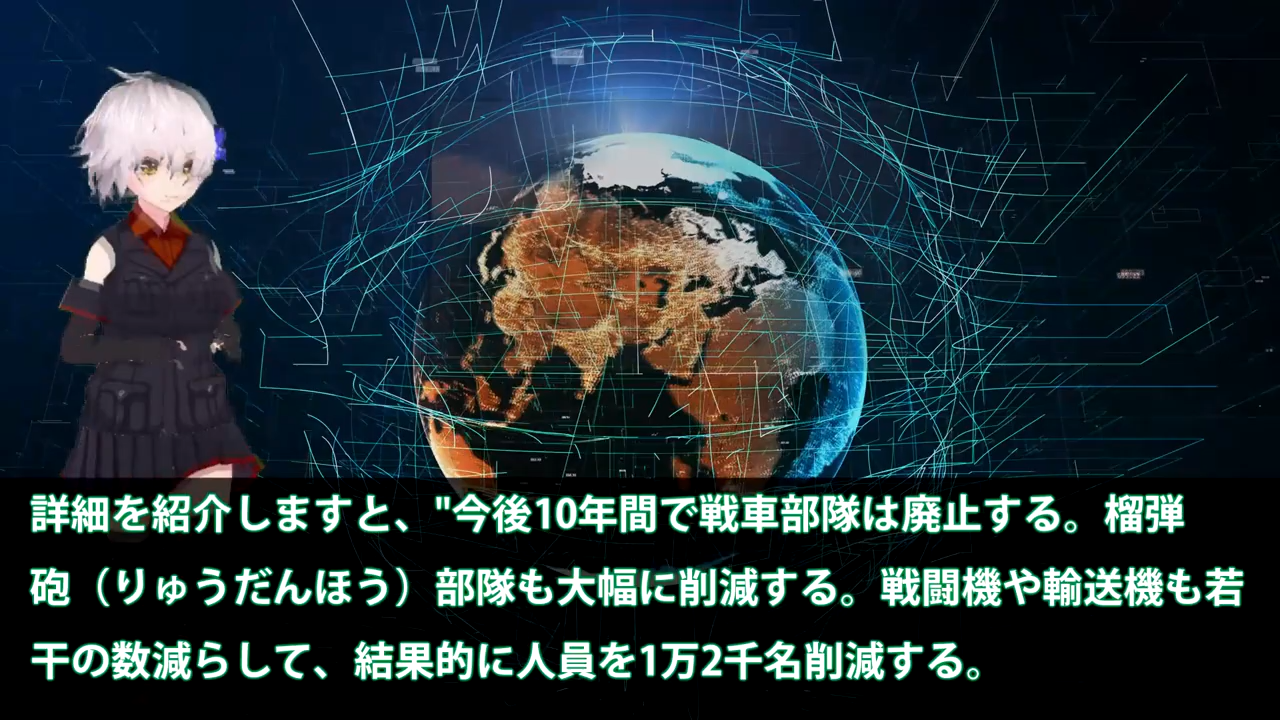 詳細を紹介しますと、"今後10年間で戦車部隊は廃止する。榴弾
砲（りゅうだんほう）部隊も大幅に削減する。戦闘機や輸送機も若
干の数減らして、結果的に人員を1万2千名削減する。